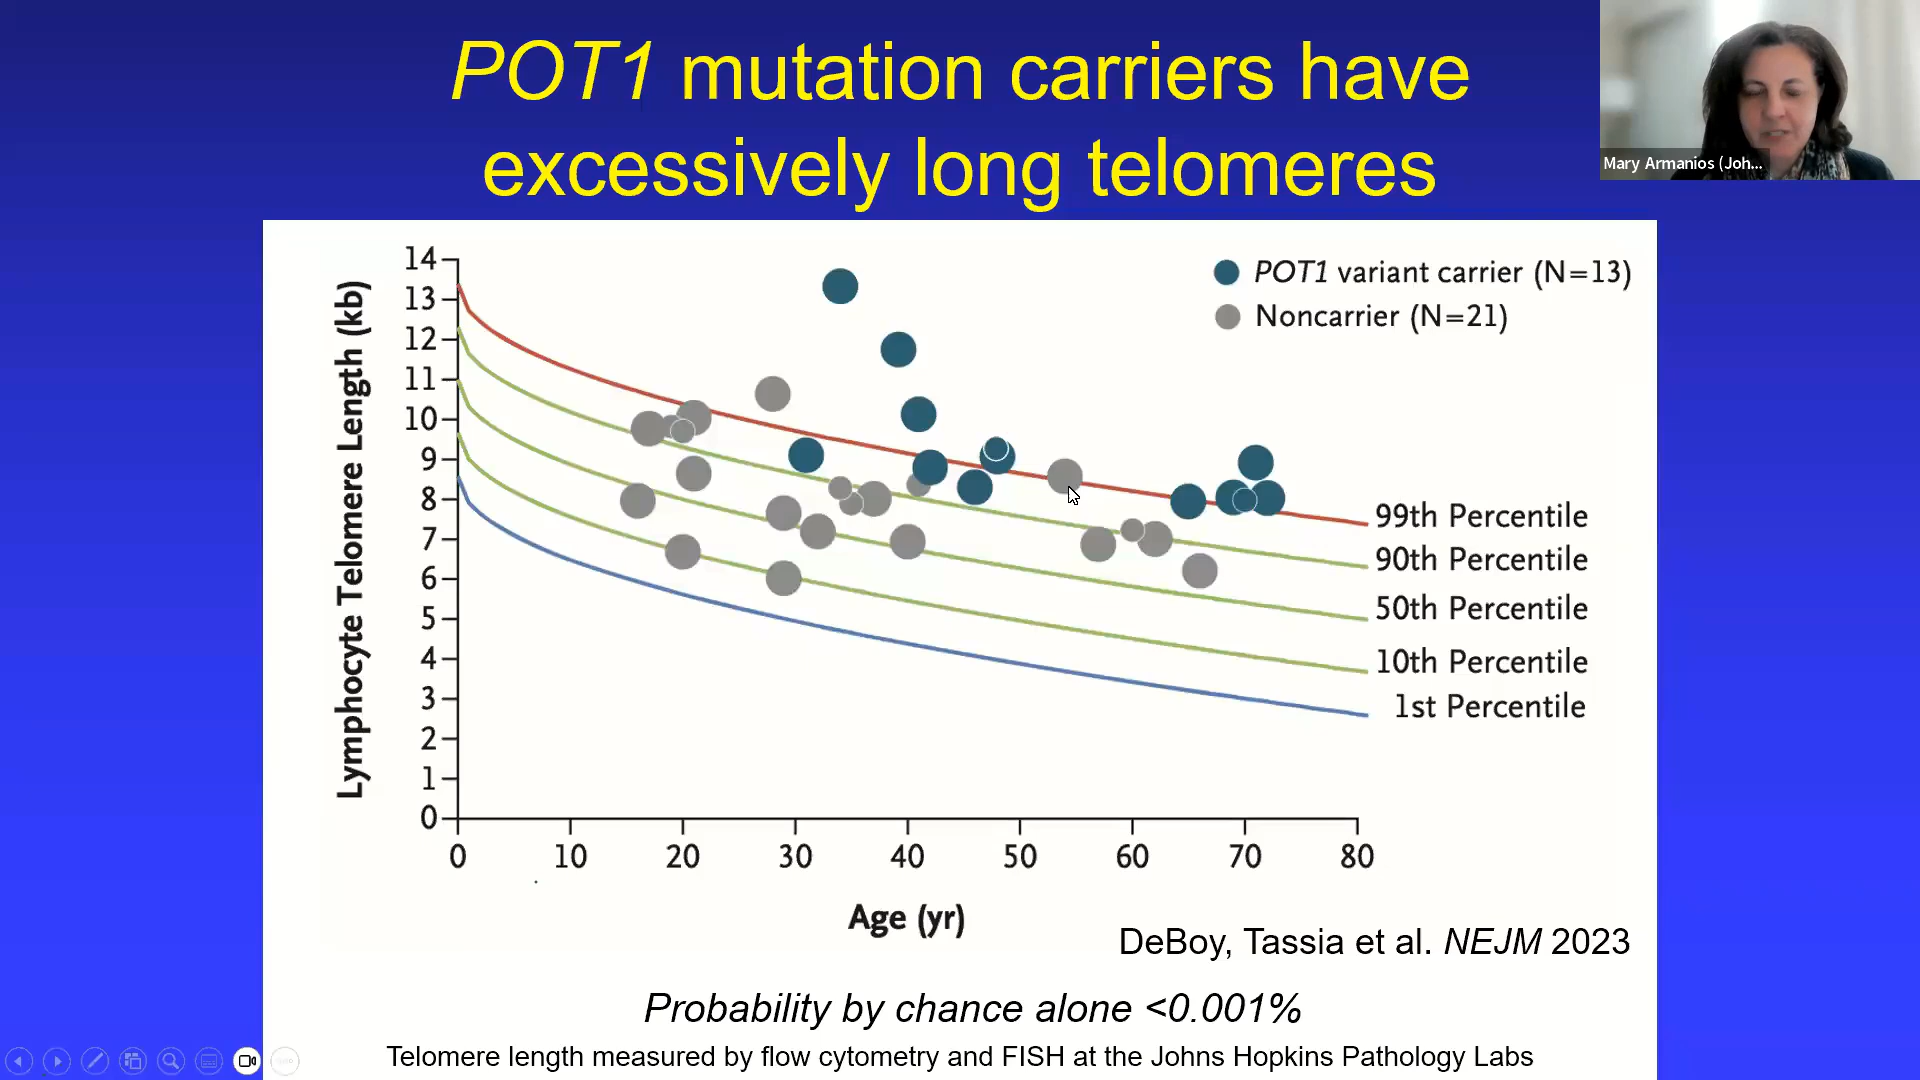 POT1 mutation carriers have
excessively long telomeres
Mary Armanios (Joh...
Lymphocyte Telomere Length (kb)
14
13
12
11
10
9
8
7
6
5
4
3
2
1
0
POT1 variant carrier (N=13)
Noncarrier (N=21)
99th Percentile
90th Percentile
50th Percentile
10th Percentile
1st Percentile
0 10 20 30 40 50 60 70 80
Age (yr)
DeBoy, Tassia et al. NEJM 2023
Probability by chance alone <0.001%
Telomere length measured by flow cytometry and FISH at the Johns Hopkins Pathology Labs